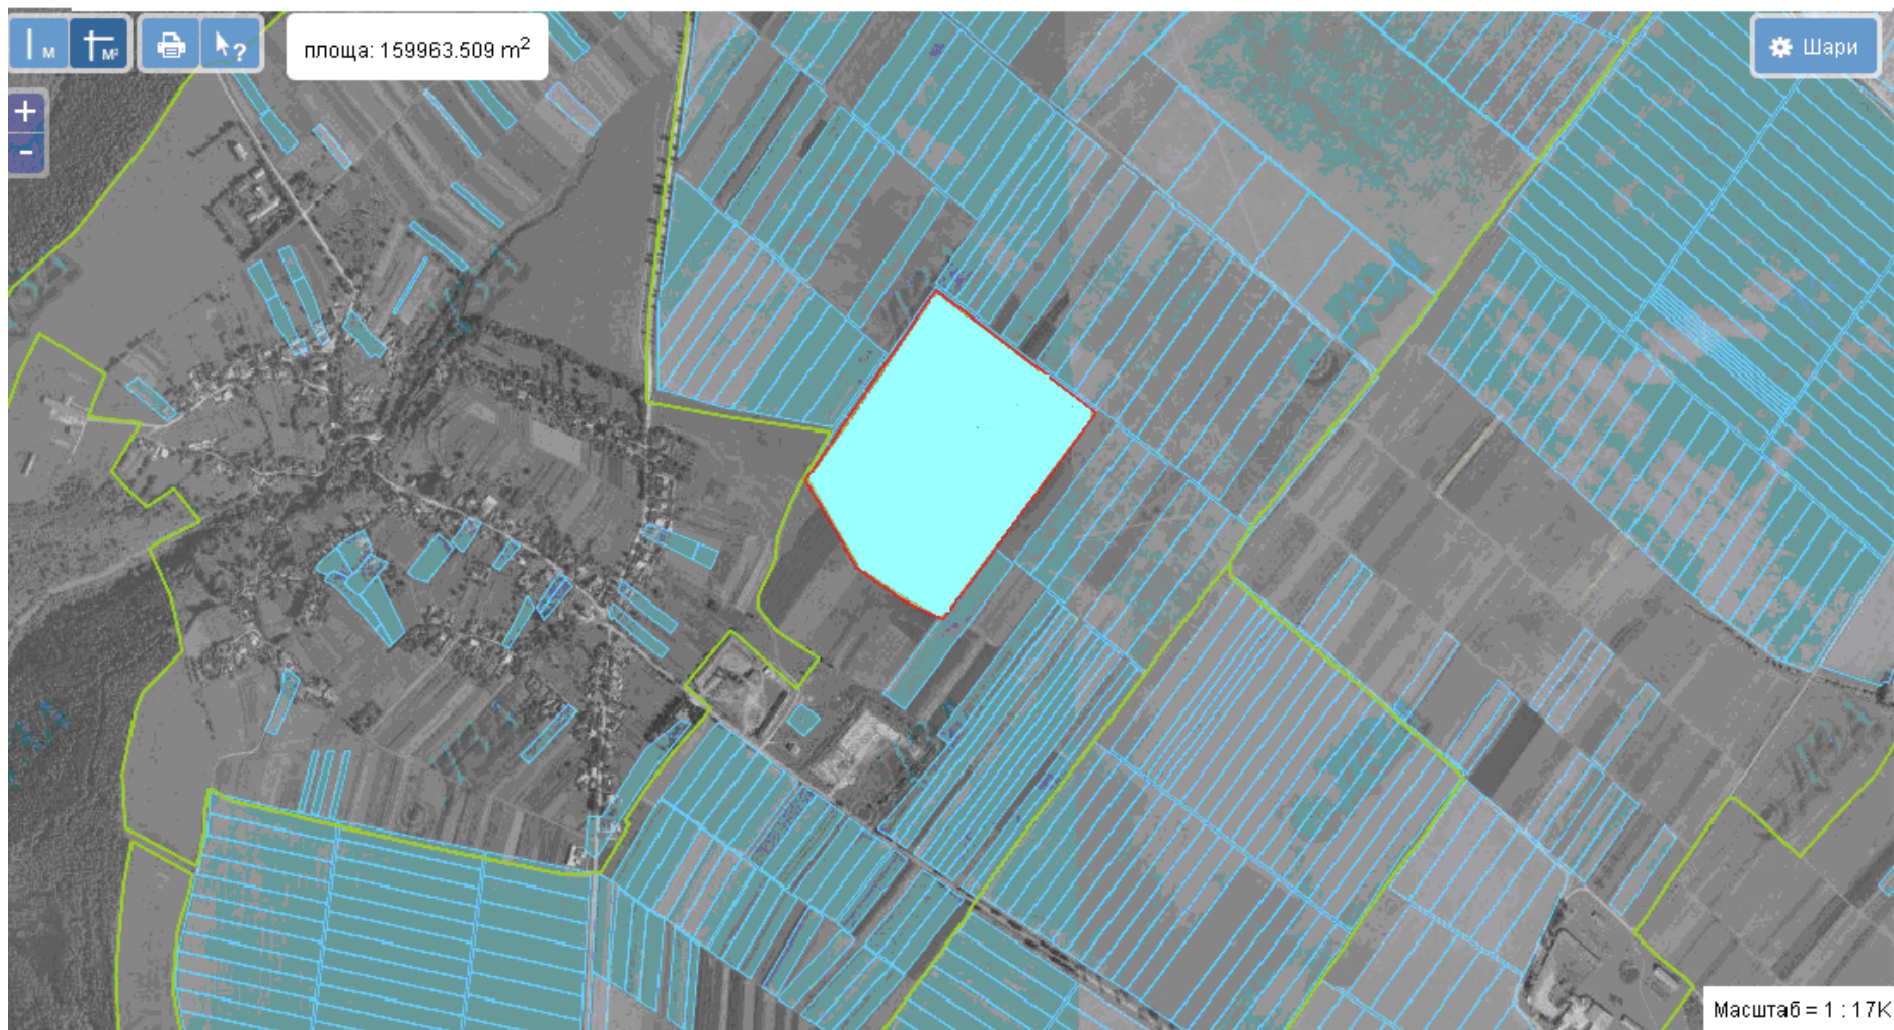 м
м²
?
площа: 159963.509 m²
Шари
+
-
Масштаб = 1 : 17K